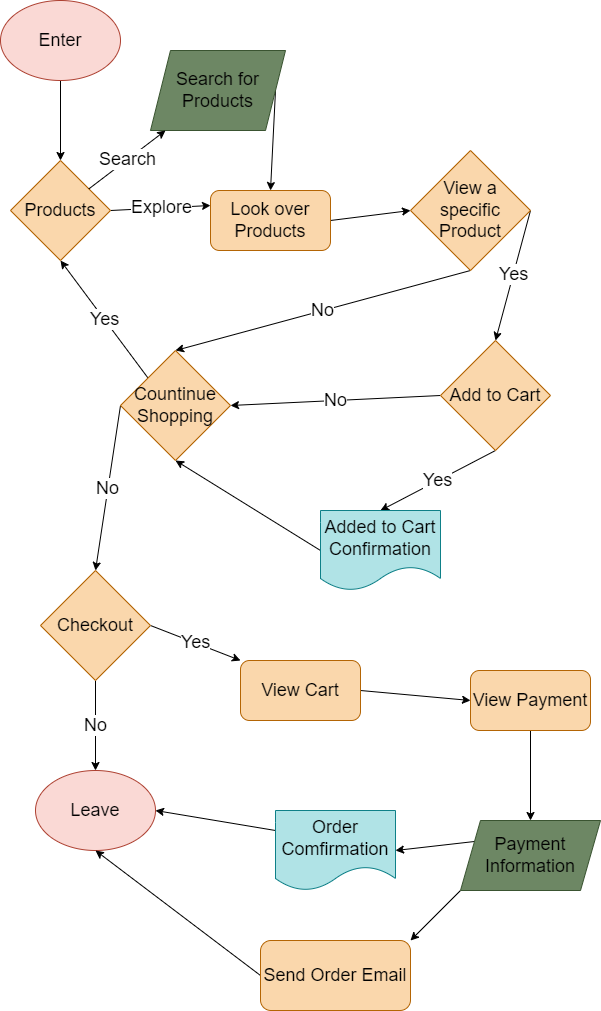 Enter
Search for
Products
Search
Products
Explore
Look over
Products
View a
specific
Product
Yes
No
Yes
Countinue
Shopping
No
Add to Cart
No
Yes
Added to Cart
Confirmation
Checkout
Yes
View Cart
View Payment
No
Leave
Order
Comfirmation
Payment
Information
Send Order Email